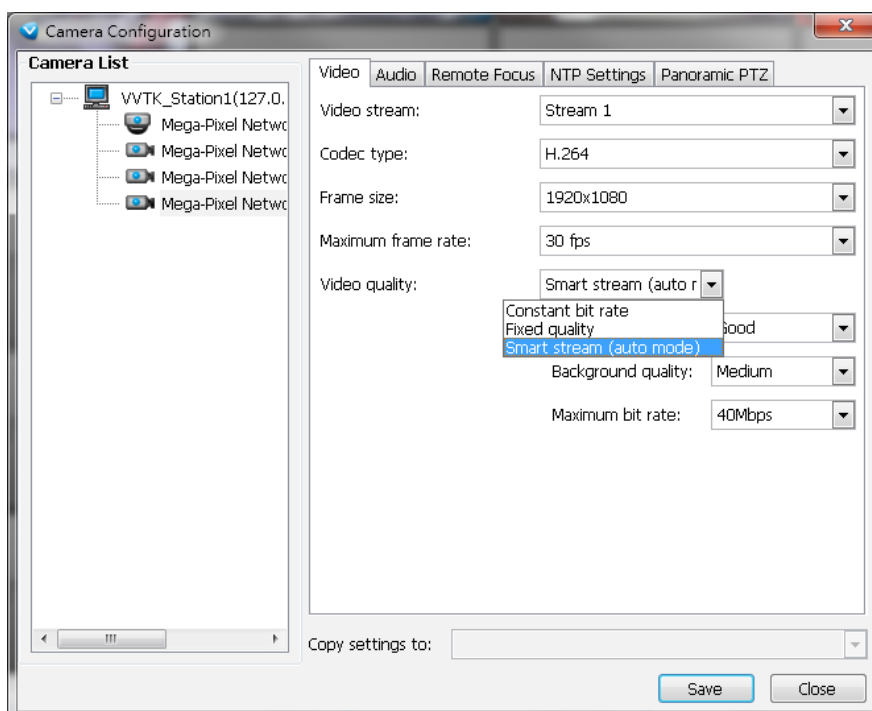 Camera Configuration
Camera List
VVTK_Station1(127.0.
Mega-Pixel Netwo
Mega-Pixel Netwo
Mega-Pixel Netwo
Mega-Pixel Netwo
Video Audio Remote Focus NTP Settings Panoramic PTZ
Video stream: Stream 1
Codec type: H.264
Frame size: 1920x1080
Maximum frame rate: 30 fps
Video quality: Smart stream (auto r
Constant bit rate
Fixed quality
Smart stream (auto mode)
Good
Background quality: Medium
Maximum bit rate: 40Mbps
Copy settings to:
Save Close